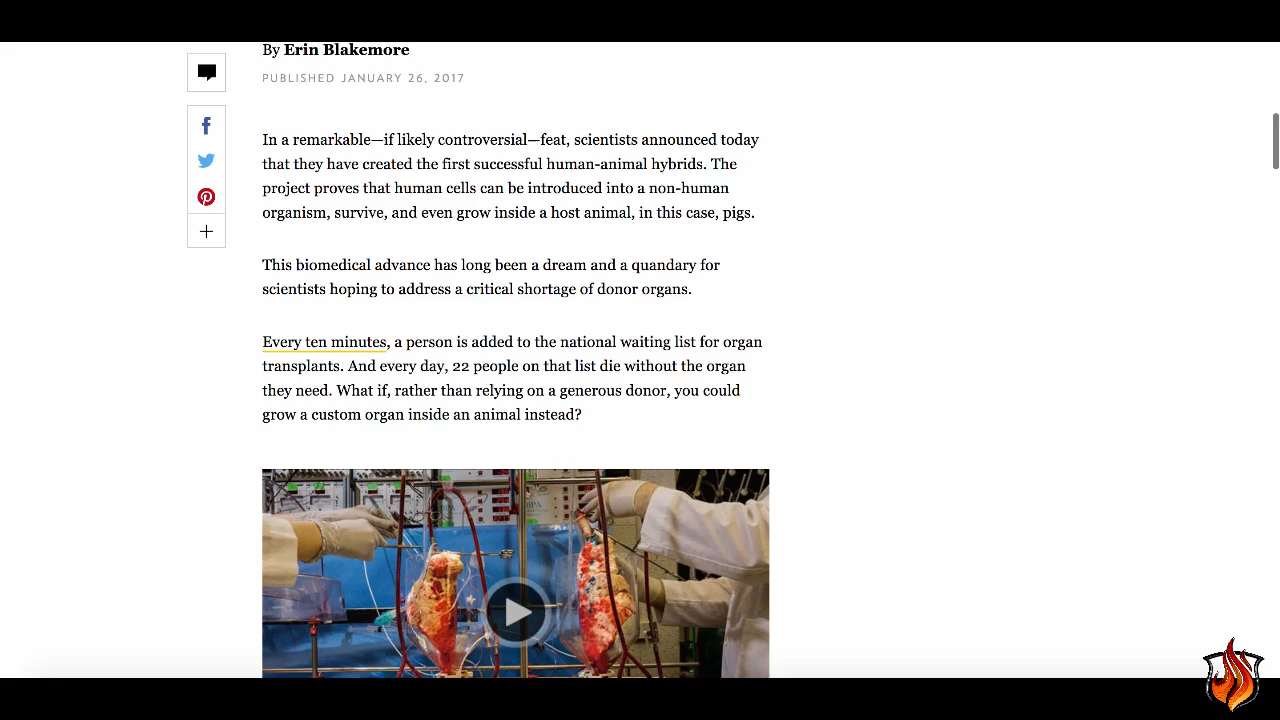 By Erin Blakemore
PUBLISHED JANUARY 26, 2017
In a remarkable—if likely controversial—feat, scientists announced today
that they have created the first successful human-animal hybrids. The
project proves that human cells can be introduced into a non-human
organism, survive, and even grow inside a host animal, in this case, pigs.
This biomedical advance has long been a dream and a quandary for
scientists hoping to address a critical shortage of donor organs.
Every ten minutes, a person is added to the national waiting list for organ
transplants. And every day, 22 people on that list die without the organ
they need. What if, rather than relying on a generous donor, you could
grow a custom organ inside an animal instead?